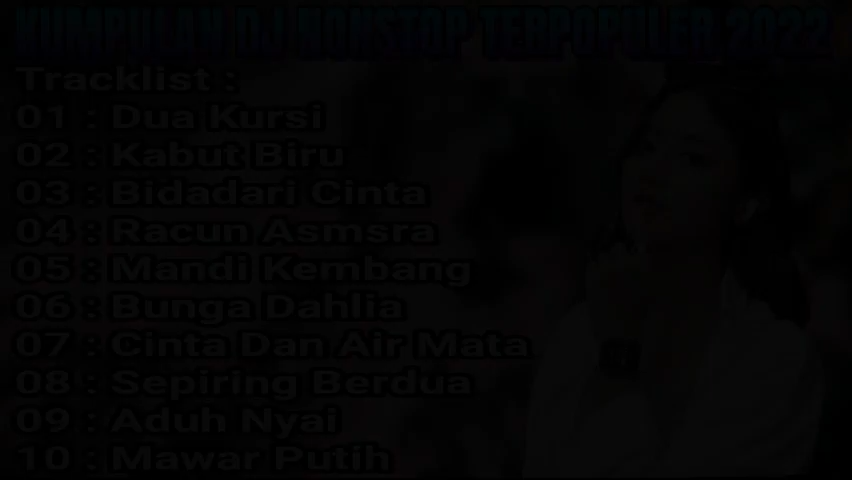 KUMPULAN DJ NONSTOP TERPOPULER 2022
Tracklist :
01 : Dua Kursi
02 : Kabut Biru
03 : Bidadari Cinta
04 : Racun Asmsra
05 : Mandi Kembang
06 : Bunga Dahlia
07 : Cinta Dan Air Mata
08 : Sepiring Berdua
09 : Aduh Nyai
10 : Mawar Putih